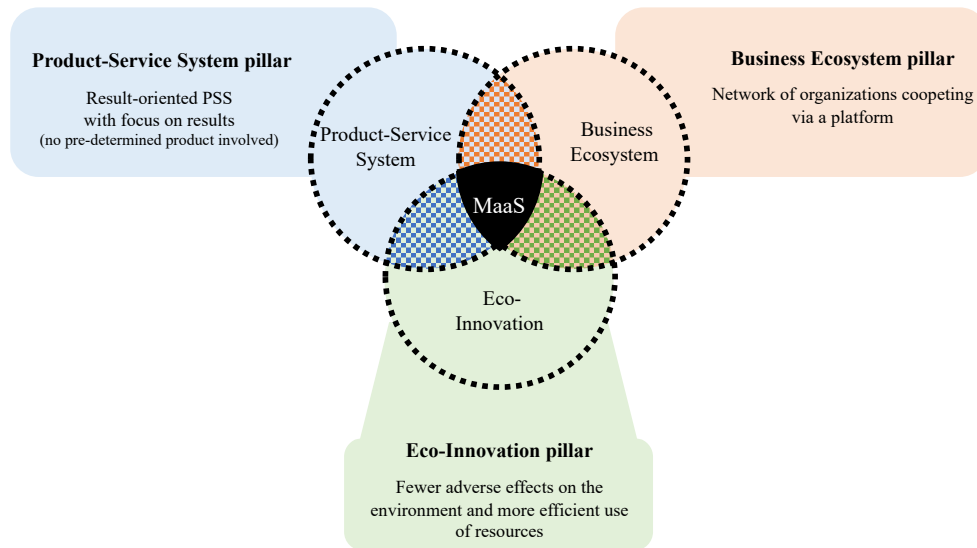 Product-Service System pillar
Result-oriented PSS
with focus on results
(no pre-determined product involved)
Business Ecosystem pillar
Network of organizations coopeting
via a platform
Product-Service
System
Business
Ecosystem
MaaS
Eco-
Innovation
Eco-Innovation pillar
Fewer adverse effects on the
environment and more efficient use
of resources